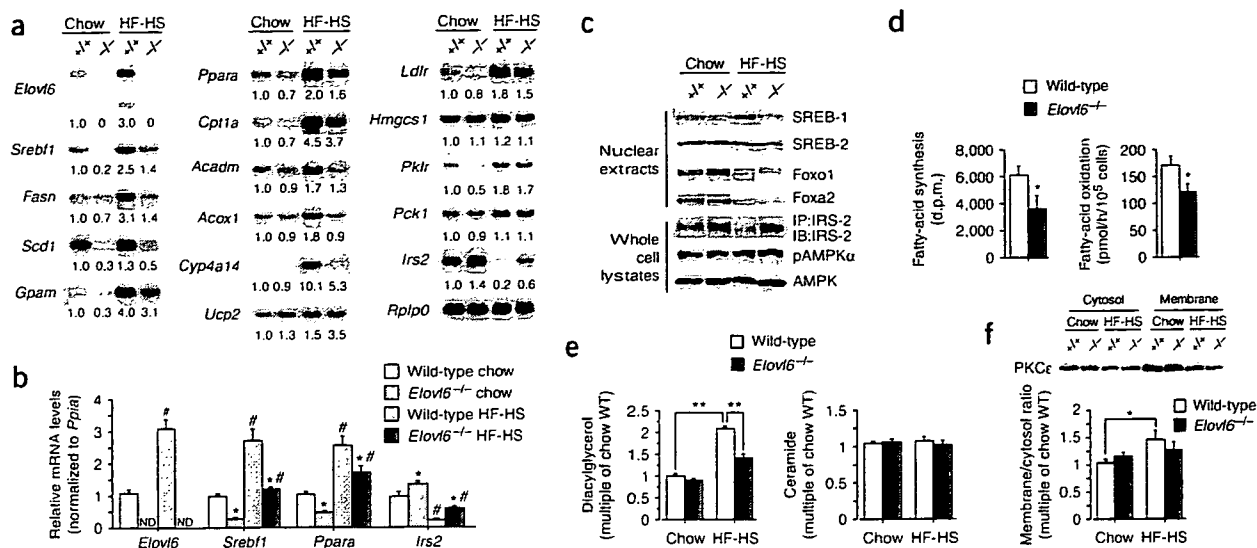 a
Chow HF-HS
Elovl6
1.0 0 3.0 0
Srebf1
1.0 0.2 2.5 1.4
Fasn
1.0 0.7 3.1 1.4
Scd1
1.0 0.3 1.3 0.5
Gpam
1.0 0.3 4.0 3.1
Chow HF-HS
Ppara
1.0 0.7 2.0 1.6
Cpt1a
1.0 0.7 4.5 3.7
Acadm
1.0 0.9 1.7 1.3
Acox1
1.0 0.9 1.8 0.9
Cyp4a14
1.0 0.9 10.1 5.3
Ucp2
1.0 1.3 1.5 3.5
Chow HF-HS
Ldlr
1.0 0.8 1.8 1.5
Hmgcs1
1.0 1.1 1.2 1.1
Pklr
1.0 0.5 1.8 1.7
Pck1
1.0 0.9 1.1 1.1
Irs2
1.0 1.4 0.2 0.6
Rplp0
b
Relative mRNA levels
(normalized to Ppia)
4
3
2
1
0
Wild-type chow
Elovl6–/– chow
Wild-type HF-HS
Elovl6–/– HF-HS
# # * * # # * * # * # * #
ND ND
Elovl6 Srebf1 Ppara Irs2
c
Chow HF-HS
Nuclear
extracts
SREB-1
SREB-2
Foxo1
Foxa2
Whole
cell
lystates
IP:IRS-2
IB:IRS-2
pAMPKα
AMPK
d
Wild-type
Elovl6–/–
Fatty-acid synthesis
(d.p.m.)
8,000
6,000
4,000
2,000
0
*
Fatty-acid oxidation
(pmol/h/10⁵ cells)
200
150
100
50
0
*
e
Wild-type
Elovl6–/–
Diacylglycerol
(multiple of chow WT)
2.5
2
1.5
1
0.5
0
** **
Chow HF-HS
Ceramide
(multiple of chow WT)
1.5
1
0.5
0
Chow HF-HS
f
Cytosol Membrane
Chow HF-HS Chow HF-HS
PKCε
Membrane/cytosol ratio
(multiple of chow WT)
2
1.5
1
0.5
0
*
Wild-type
Elovl6–/–
Chow HF-HS